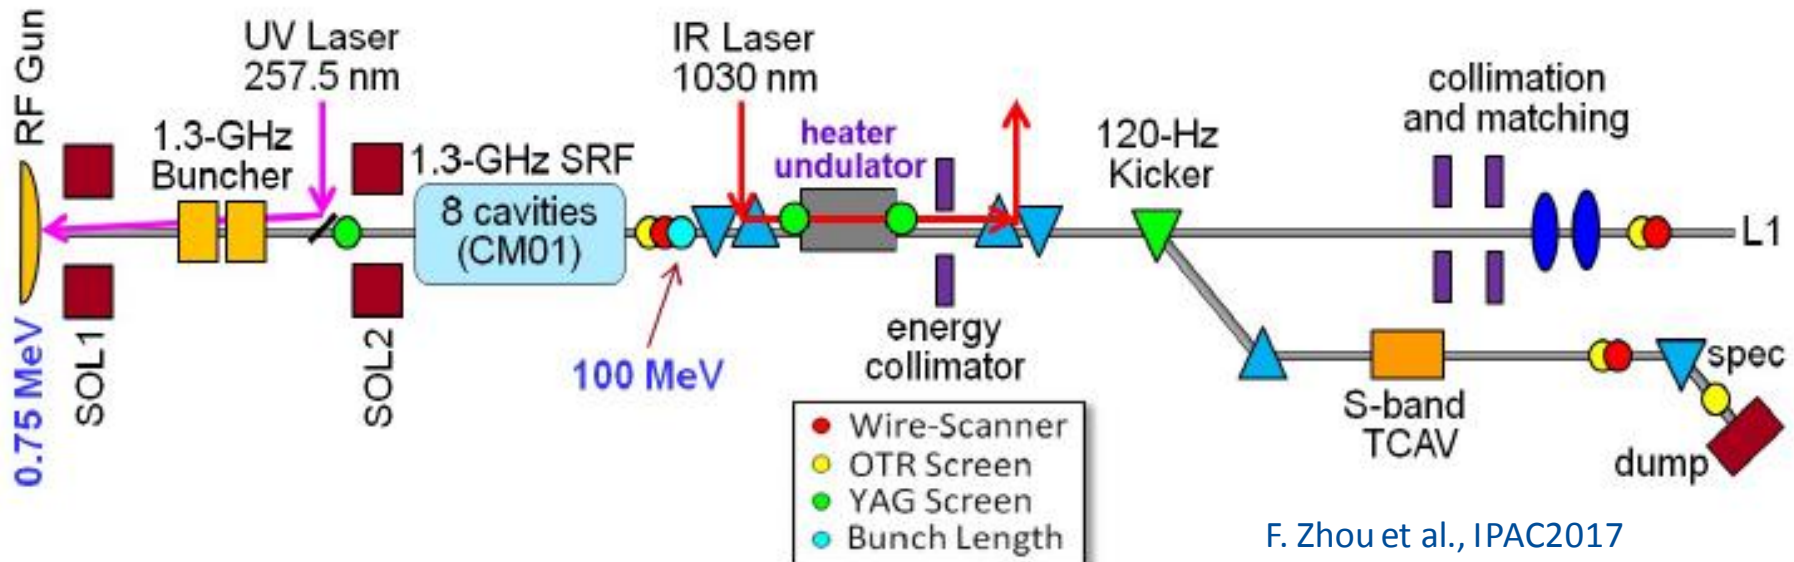 RF Gun
0.75 MeV
SOL1
1.3-GHz
Buncher
UV Laser
257.5 nm
SOL2
1.3-GHz SRF
8 cavities
(CM01)
100 MeV
IR Laser
1030 nm
heater
undulator
energy
collimator
120-Hz
Kicker
collimation
and matching
L1
S-band
TCAV
spec
dump
Wire-Scanner
OTR Screen
YAG Screen
Bunch Length
F. Zhou et al., IPAC2017